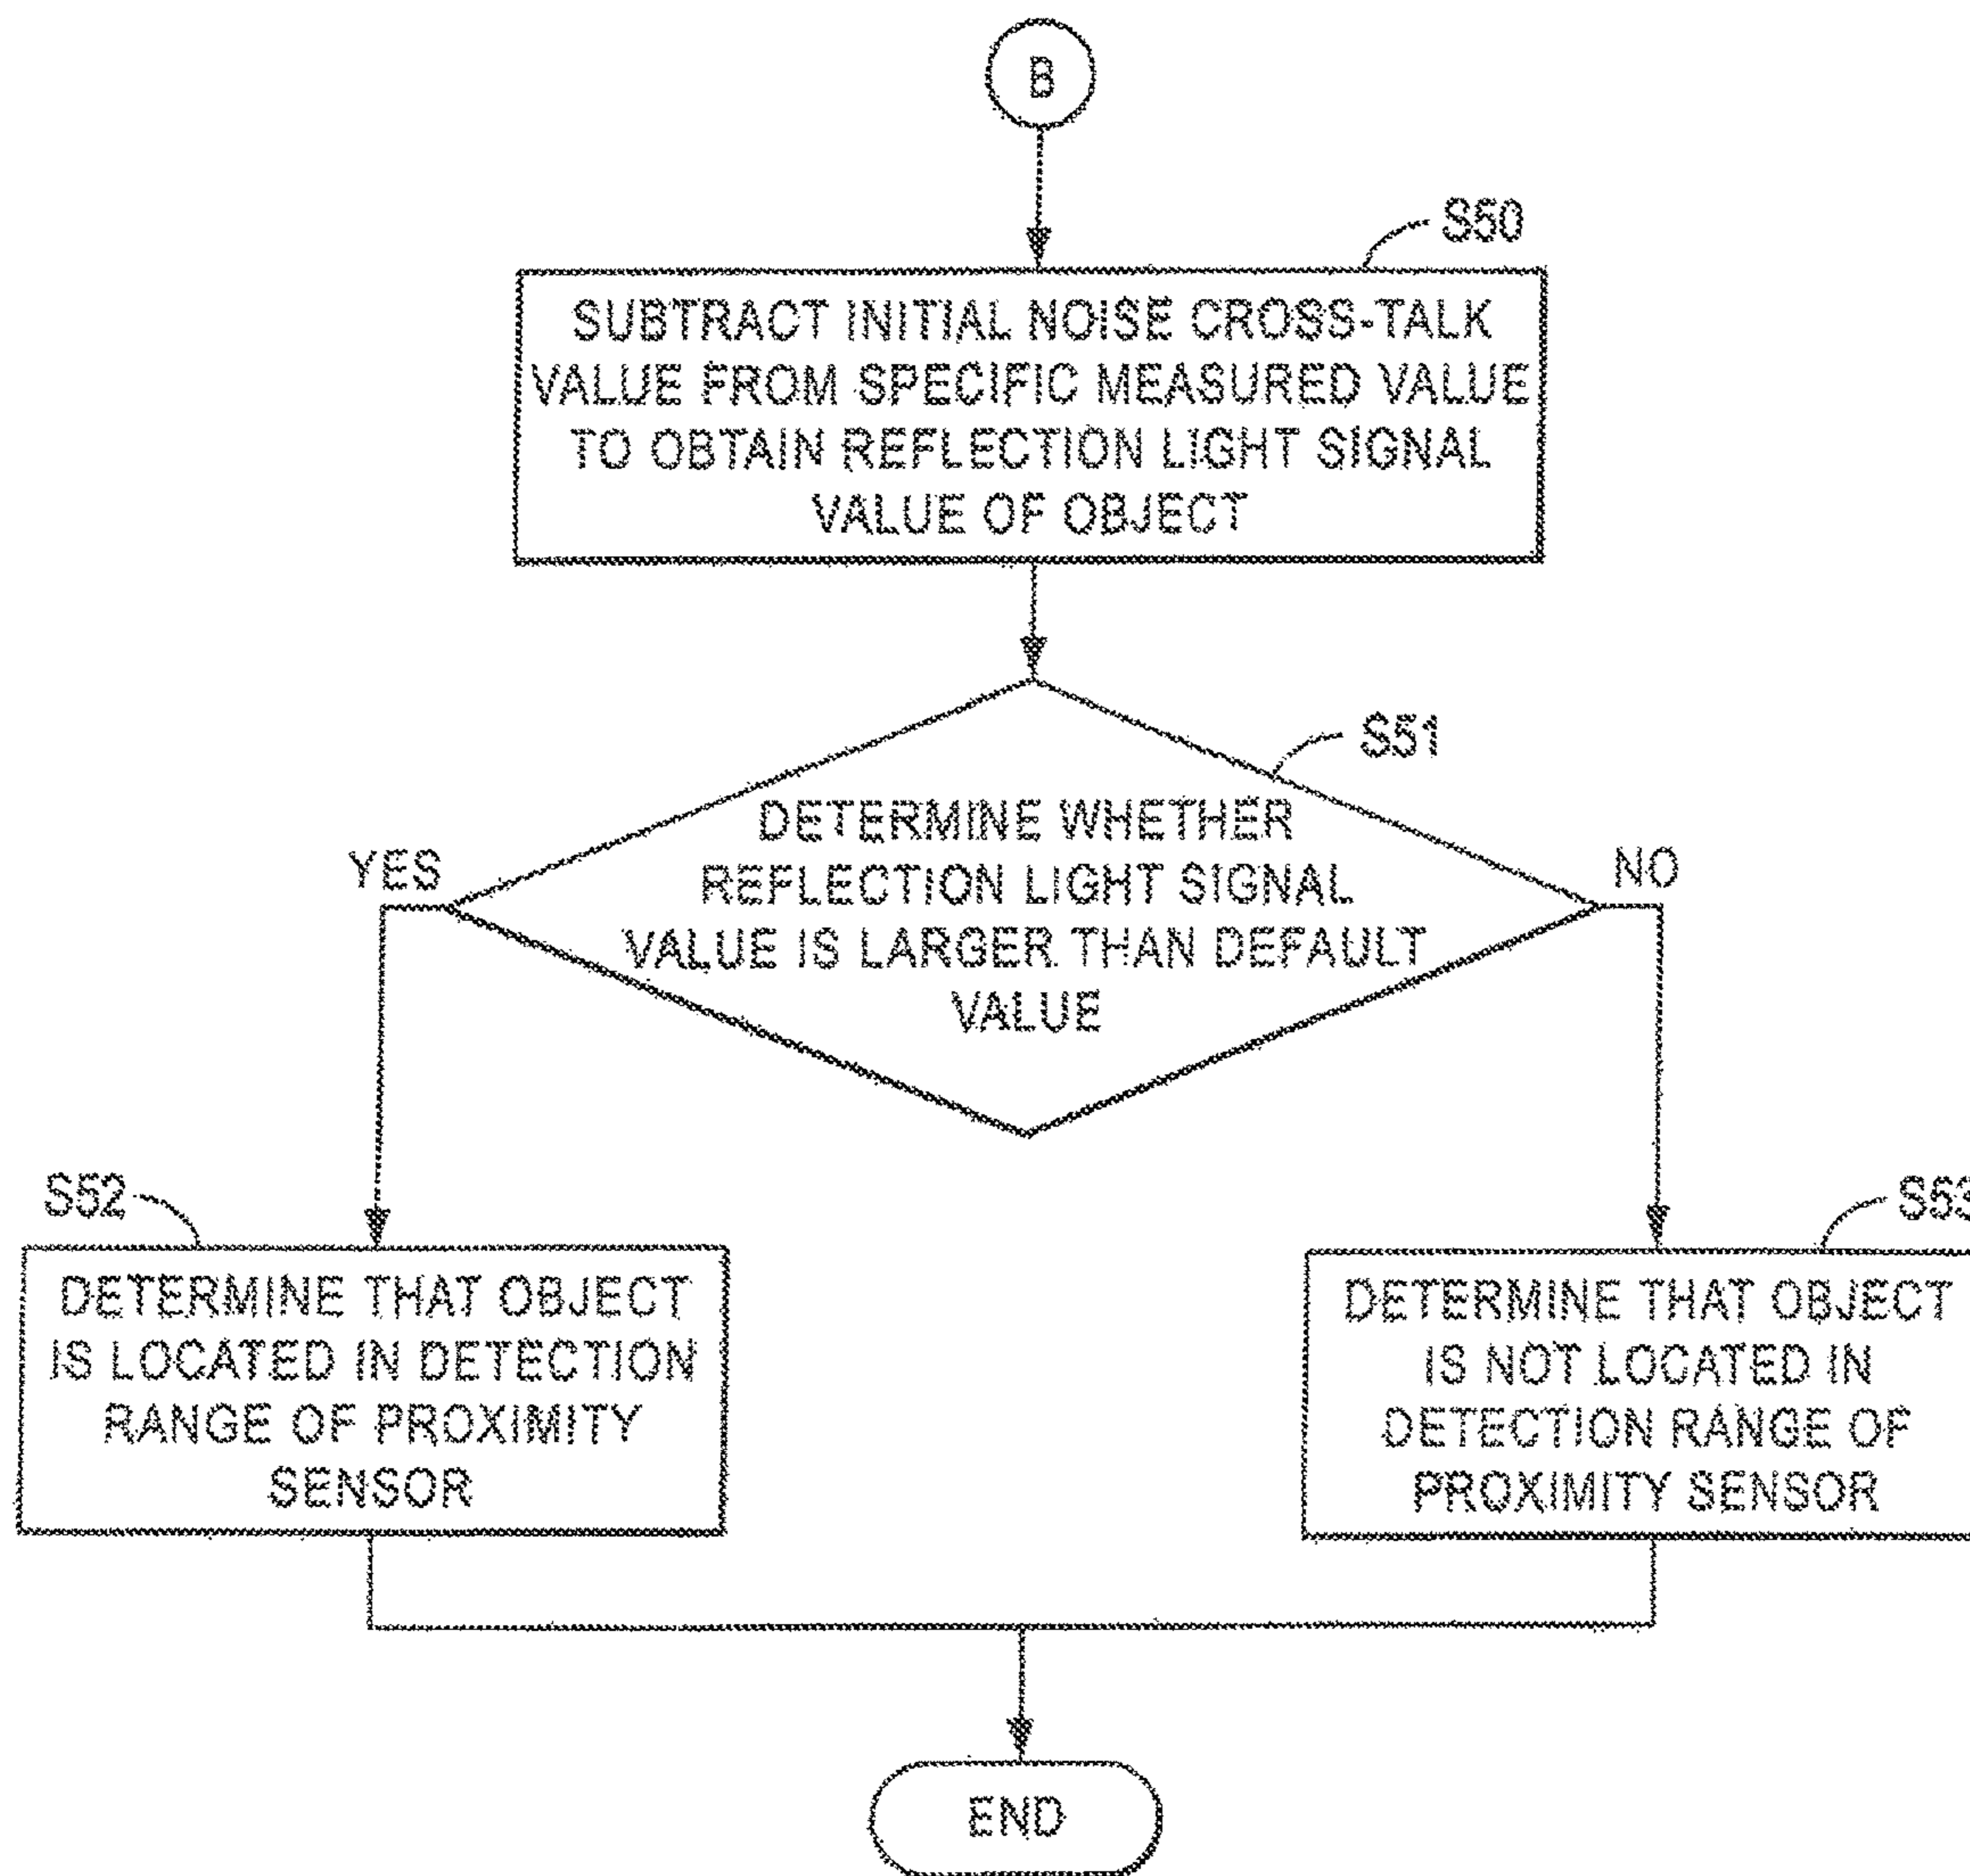 B
S50
SUBTRACT INITIAL NOISE CROSS-TALK
VALUE FROM SPECIFIC MEASURED VALUE
TO OBTAIN REFLECTION LIGHT SIGNAL
VALUE OF OBJECT
S51
DETERMINE WHETHER
REFLECTION LIGHT SIGNAL
VALUE IS LARGER THAN DEFAULT
VALUE
YES
NO
S52
DETERMINE THAT OBJECT
IS LOCATED IN DETECTION
RANGE OF PROXIMITY
SENSOR
S53
DETERMINE THAT OBJECT
IS NOT LOCATED IN
DETECTION RANGE OF
PROXIMITY SENSOR
END